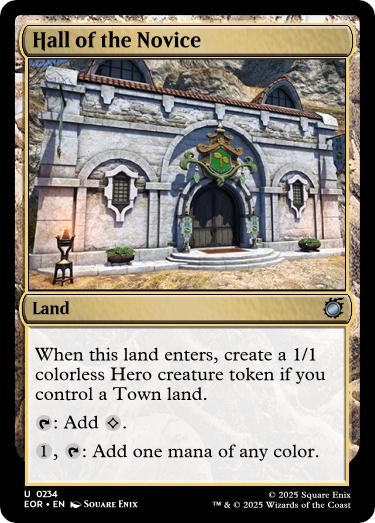 Hall of the Novice
Land
When this land enters, create a 1/1
colorless Hero creature token if you
control a Town land.
: Add .
1, : Add one mana of any color.
U 0234
EOR • EN SQUARE ENIX
© 2025 Square Enix
™ & © 2025 Wizards of the Coast